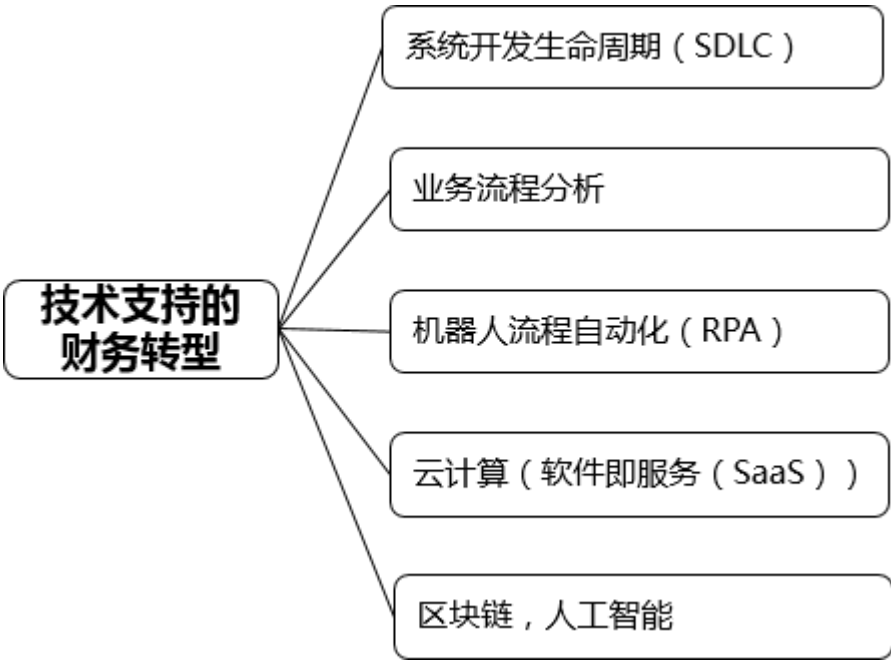 系统开发生命周期（SDLC）
业务流程分析
技术支持的
财务转型
机器人流程自动化（RPA）
云计算（软件即服务（SaaS））
区块链，人工智能